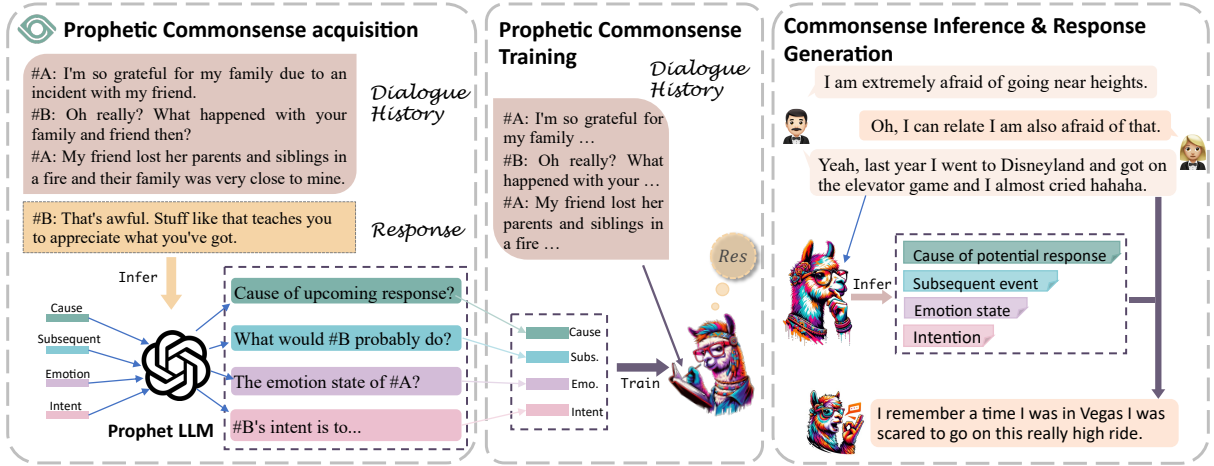 Prophetic Commonsense acquisition
#A: I'm so grateful for my family due to an
incident with my friend.
#B: Oh really? What happened with your
family and friend then?
#A: My friend lost her parents and siblings in
a fire and their family was very close to mine.
Dialogue
History
#B: That's awful. Stuff like that teaches you
to appreciate what you've got.
Response
Infer
Cause
Subsequent
Emotion
Intent
Prophet LLM
Cause of upcoming response?
What would #B probably do?
The emotion state of #A?
#B's intent is to...
Prophetic Commonsense
Training
Dialogue
History
#A: I'm so grateful for
my family …
#B: Oh really? What
happened with your …
#A: My friend lost her
parents and siblings in
a fire …
Res
Cause
Subs.
Emo.
Intent
Train
Commonsense Inference & Response
Generation
I am extremely afraid of going near heights.
Oh, I can relate I am also afraid of that.
Yeah, last year I went to Disneyland and got on
the elevator game and I almost cried hahaha.
Infer
Cause of potential response
Subsequent event
Emotion state
Intention
I remember a time I was in Vegas I was
scared to go on this really high ride.